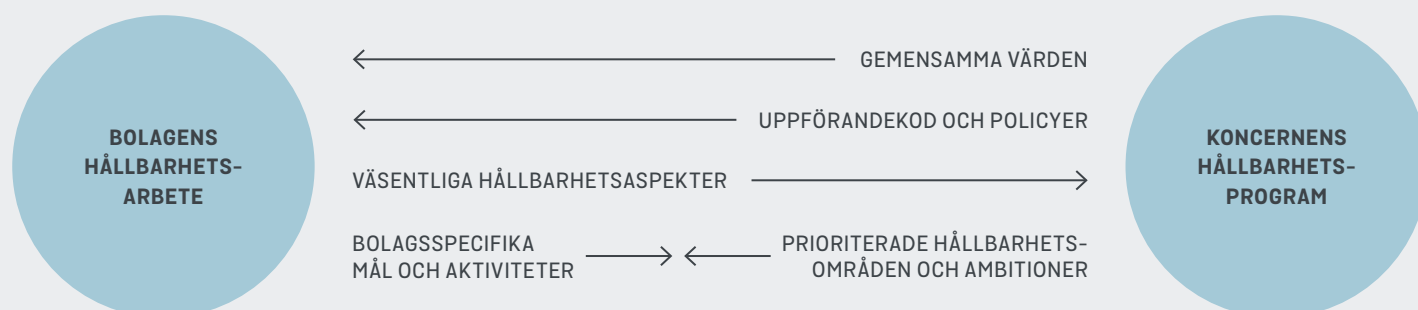 BOLAGENS
HÅLLBARHETS-
ARBETE
GEMENSAMMA VÄRDEN
UPPFÖRANDEKOD OCH POLICYER
VÄSENTLIGA HÅLLBARHETSASPEKTER
BOLAGSSPECIFIKA
MÅL OCH AKTIVITETER
PRIORITERADE HÅLLBARHETS-
OMRÅDEN OCH AMBITIONER
KONCERNENS
HÅLLBARHETS-
PROGRAM